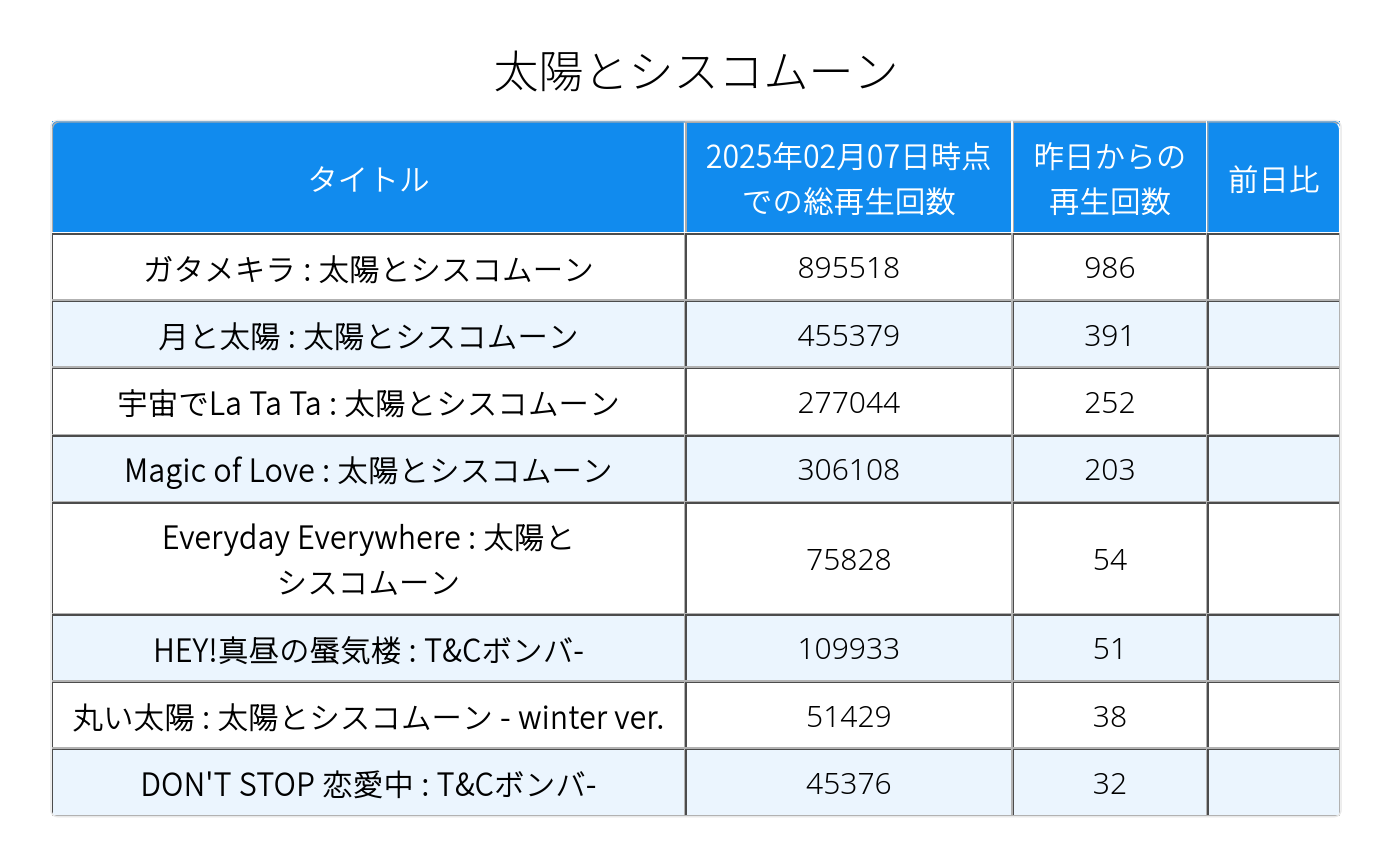 太陽とシスコムーン
タイトル
2025年02月07日時点
での総再生回数
昨日からの
再生回数
前日比
ガタメキラ : 太陽とシスコムーン
895518
986
月と太陽 : 太陽とシスコムーン
455379
391
宇宙でLa Ta Ta : 太陽とシスコムーン
277044
252
Magic of Love : 太陽とシスコムーン
306108
203
Everyday Everywhere : 太陽と
シスコムーン
75828
54
HEY!真昼の蜃気楼 : T&Cボンバ-
109933
51
丸い太陽 : 太陽とシスコムーン - winter ver.
51429
38
DON'T STOP 恋愛中 : T&Cボンバ-
45376
32